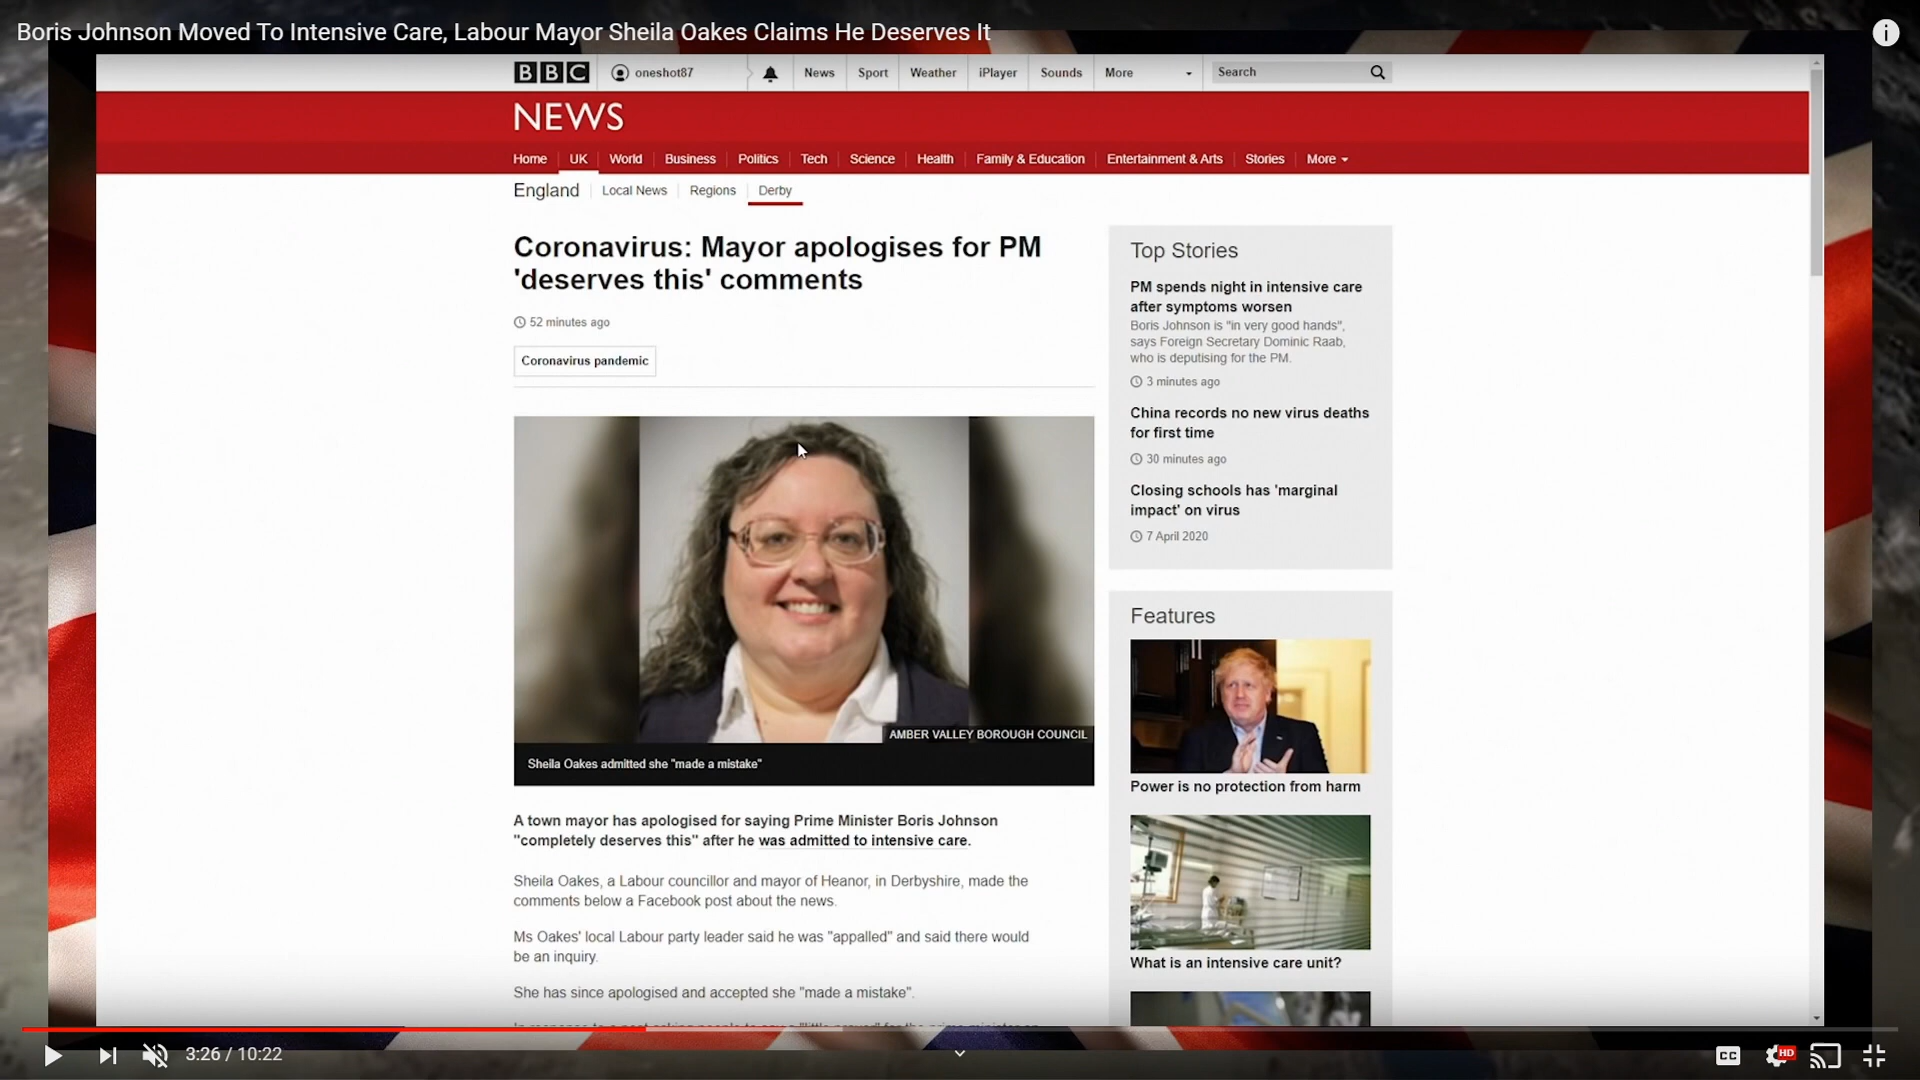 Boris Johnson Moved To Intensive Care, Labour Mayor Sheila Oakes Claims He Deserves It
BBC
oneshot87
News
Sport
Weather
iPlayer
Sounds
More
Search
NEWS
Home
UK
World
Business
Politics
Tech
Science
Health
Family & Education
Entertainment & Arts
Stories
More
England
Local News
Regions
Derby
Coronavirus: Mayor apologises for PM
'deserves this' comments
52 minutes ago
Coronavirus pandemic
AMBER VALLEY BOROUGH COUNCIL
Sheila Oakes admitted she "made a mistake"
A town mayor has apologised for saying Prime Minister Boris Johnson
"completely deserves this" after he was admitted to intensive care.
Sheila Oakes, a Labour councillor and mayor of Heanor, in Derbyshire, made the
comments below a Facebook post about the news.
Ms Oakes' local Labour party leader said he was "appalled" and said there would
be an inquiry.
She has since apologised and accepted she "made a mistake".
Top Stories
PM spends night in intensive care
after symptoms worsen
Boris Johnson is "in very good hands",
says Foreign Secretary Dominic Raab,
who is deputising for the PM.
3 minutes ago
China records no new virus deaths
for first time
30 minutes ago
Closing schools has 'marginal
impact' on virus
7 April 2020
Features
Power is no protection from harm
What is an intensive care unit?
3:26 / 10:22
CC
HD